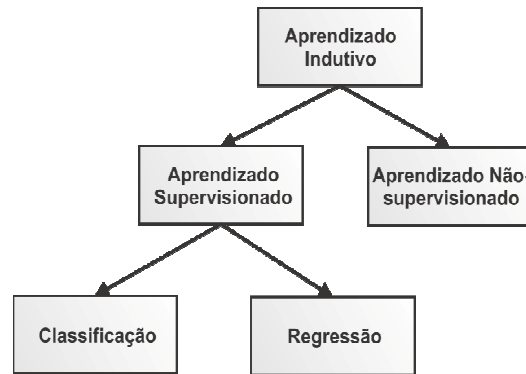 Aprendizado
Indutivo
Aprendizado
Supervisionado
Aprendizado Não-
supervisionado
Classificação
Regressão